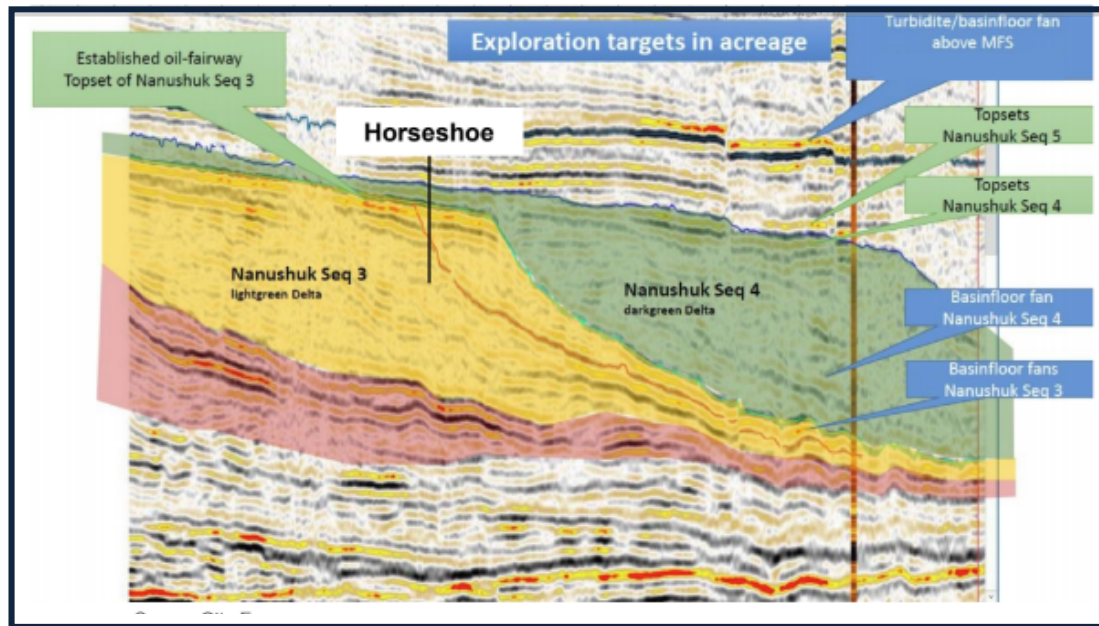 Exploration targets in acreage
Turbidite/basinfloor fan
above MFS
Established oil-fairway
Topset of Nanushuk Seq 3
Horseshoe
Topsets
Nanushuk Seq 5
Topsets
Nanushuk Seq 4
Nanushuk Seq 3
lightgreen Delta
Nanushuk Seq 4
darkgreen Delta
Basinfloor fan
Nanushuk Seq 4
Basinfloor fans
Nanushuk Seq 3